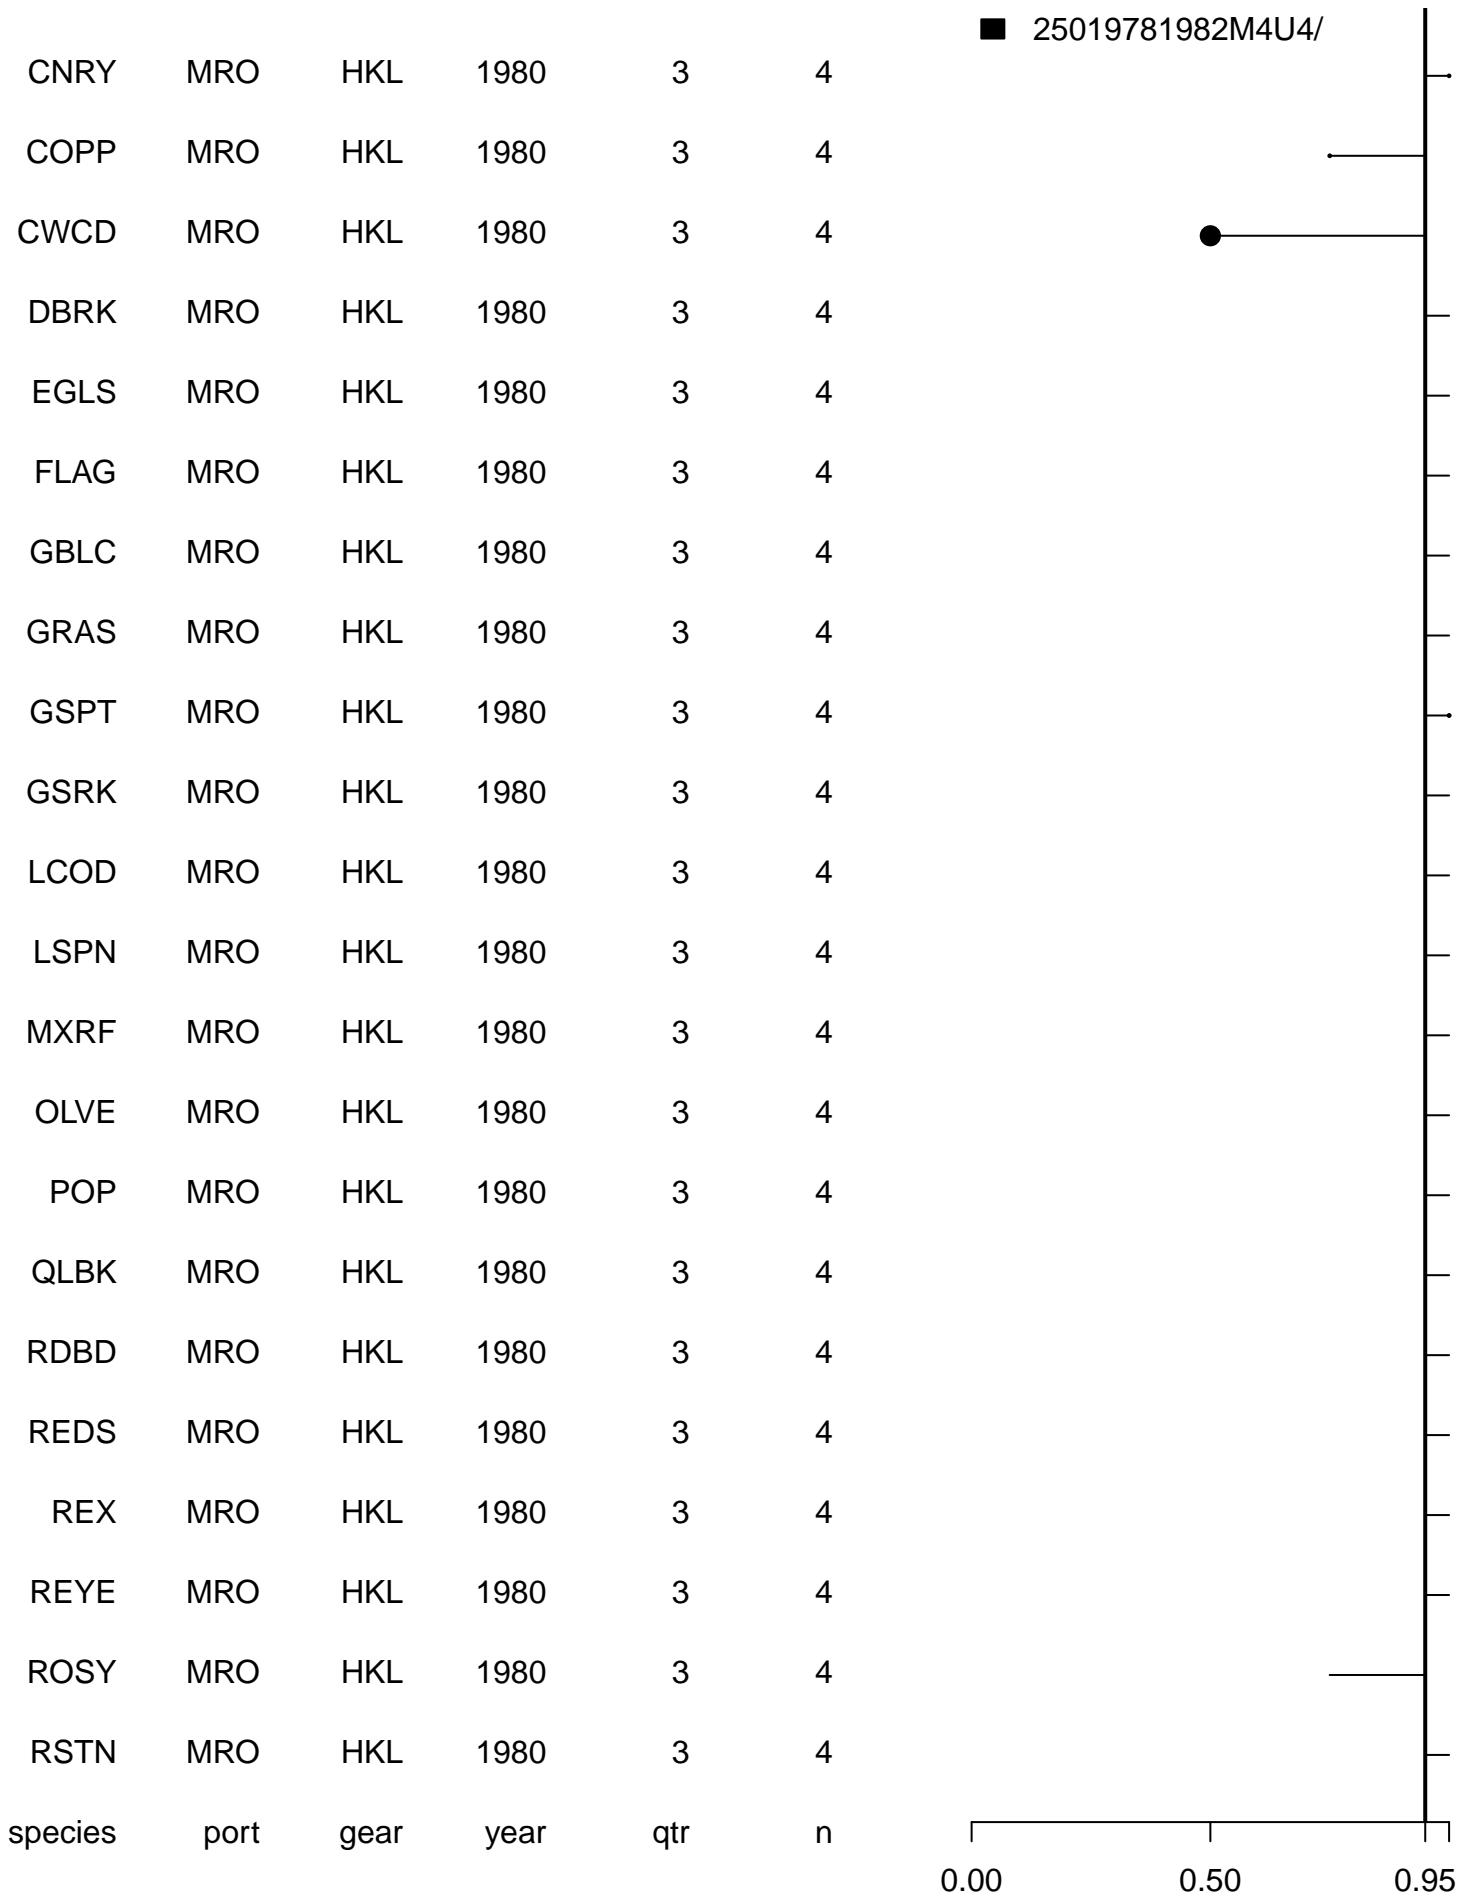 25019781982M4U4/
CNRY MRO HKL 1980 3 4
COPP MRO HKL 1980 3 4
CWCD MRO HKL 1980 3 4
DBRK MRO HKL 1980 3 4
EGLS MRO HKL 1980 3 4
FLAG MRO HKL 1980 3 4
GBLC MRO HKL 1980 3 4
GRAS MRO HKL 1980 3 4
GSPT MRO HKL 1980 3 4
GSRK MRO HKL 1980 3 4
LCOD MRO HKL 1980 3 4
LSPN MRO HKL 1980 3 4
MXRF MRO HKL 1980 3 4
OLVE MRO HKL 1980 3 4
POP MRO HKL 1980 3 4
QLBK MRO HKL 1980 3 4
RDBD MRO HKL 1980 3 4
REDS MRO HKL 1980 3 4
REX MRO HKL 1980 3 4
REYE MRO HKL 1980 3 4
ROSY MRO HKL 1980 3 4
RSTN MRO HKL 1980 3 4
species port gear year qtr n
0.00 0.50 0.95